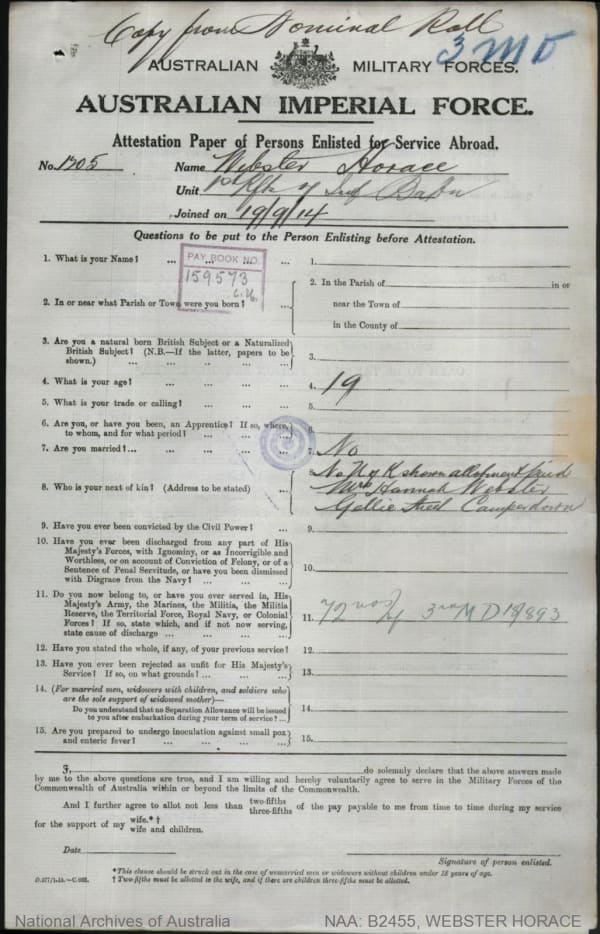 Copy from Nominal Roll
3 MD
AUSTRALIAN MILITARY FORCES.
AUSTRALIAN IMPERIAL FORCE.
Attestation Paper of Persons Enlisted for Service Abroad.
No. 1305 Name Webster Horace
Unit
Joined on 19/9/14
Questions to be put to the Person Enlisting before Attestation.
PAY BOOK NO.
159573
1. What is your Name? ... ... ... 1.
2. In or near what Parish or Town were you born? ... 2. In the Parish of in or
near the Town of
in the County of
3. Are you a natural born British Subject or a Naturalized
British Subject? (N.B.—If the latter, papers to be
shown.) ... ... ... ... 3.
4. What is your age? ... ... ... 4. 19
5. What is your trade or calling? ... ... ... 5.
6. Are you, or have you been, an Apprentice? If so, where,
to whom, and for what period? ... ... 6.
7. Are you married? ... ... ... ... 7. No
8. Who is your next of kin? (Address to be stated) ... 8. No N of K shown allotment paid
Mrs Hannah Webster
Gellie Street Camperdown
9. Have you ever been convicted by the Civil Power? ... 9.
10. Have you ever been discharged from any part of His
Majesty's Forces, with Ignominy, or as Incorrigible and
Worthless, or on account of Conviction of Felony, or of a
Sentence of Penal Servitude, or have you been dismissed
with Disgrace from the Navy? ... ... 10.
11. Do you now belong to, or have you ever served in, His
Majesty's Army, the Marines, the Militia, the Militia
Reserve, the Territorial Force, Royal Navy, or Colonial
Forces? If so, state which, and if not now serving,
state cause of discharge ... ... ... 11.
12. Have you stated the whole, if any, of your previous service? 12.
13. Have you ever been rejected as unfit for His Majesty's
Service? If so, on what grounds? ... ... 13.
14. (For married men, widowers with children, and soldiers who
are the sole support of widowed mother)—
Do you understand that no Separation Allowance will be issued
to you after embarkation during your term of service? ... 14.
15. Are you prepared to undergo inoculation against small pox
and enteric fever? ... ... ... ... 15.
I, do solemnly declare that the above answers made
by me to the above questions are true, and I am willing and hereby voluntarily agree to serve in the Military Forces of the
Commonwealth of Australia within or beyond the limits of the Commonwealth.
And I further agree to allot not less than two-fifths three-fifths of the pay payable to me from time to time during my service
for the support of my wife.*† wife and children.
Date
Signature of person enlisted.
* This clause should be struck out in the case of unmarried men or widowers without children under 18 years of age.
† Two-fifths must be allotted to the wife, and if there are children three-fifths must be allotted.
National Archives of Australia
NAA: B2455, WEBSTER HORACE